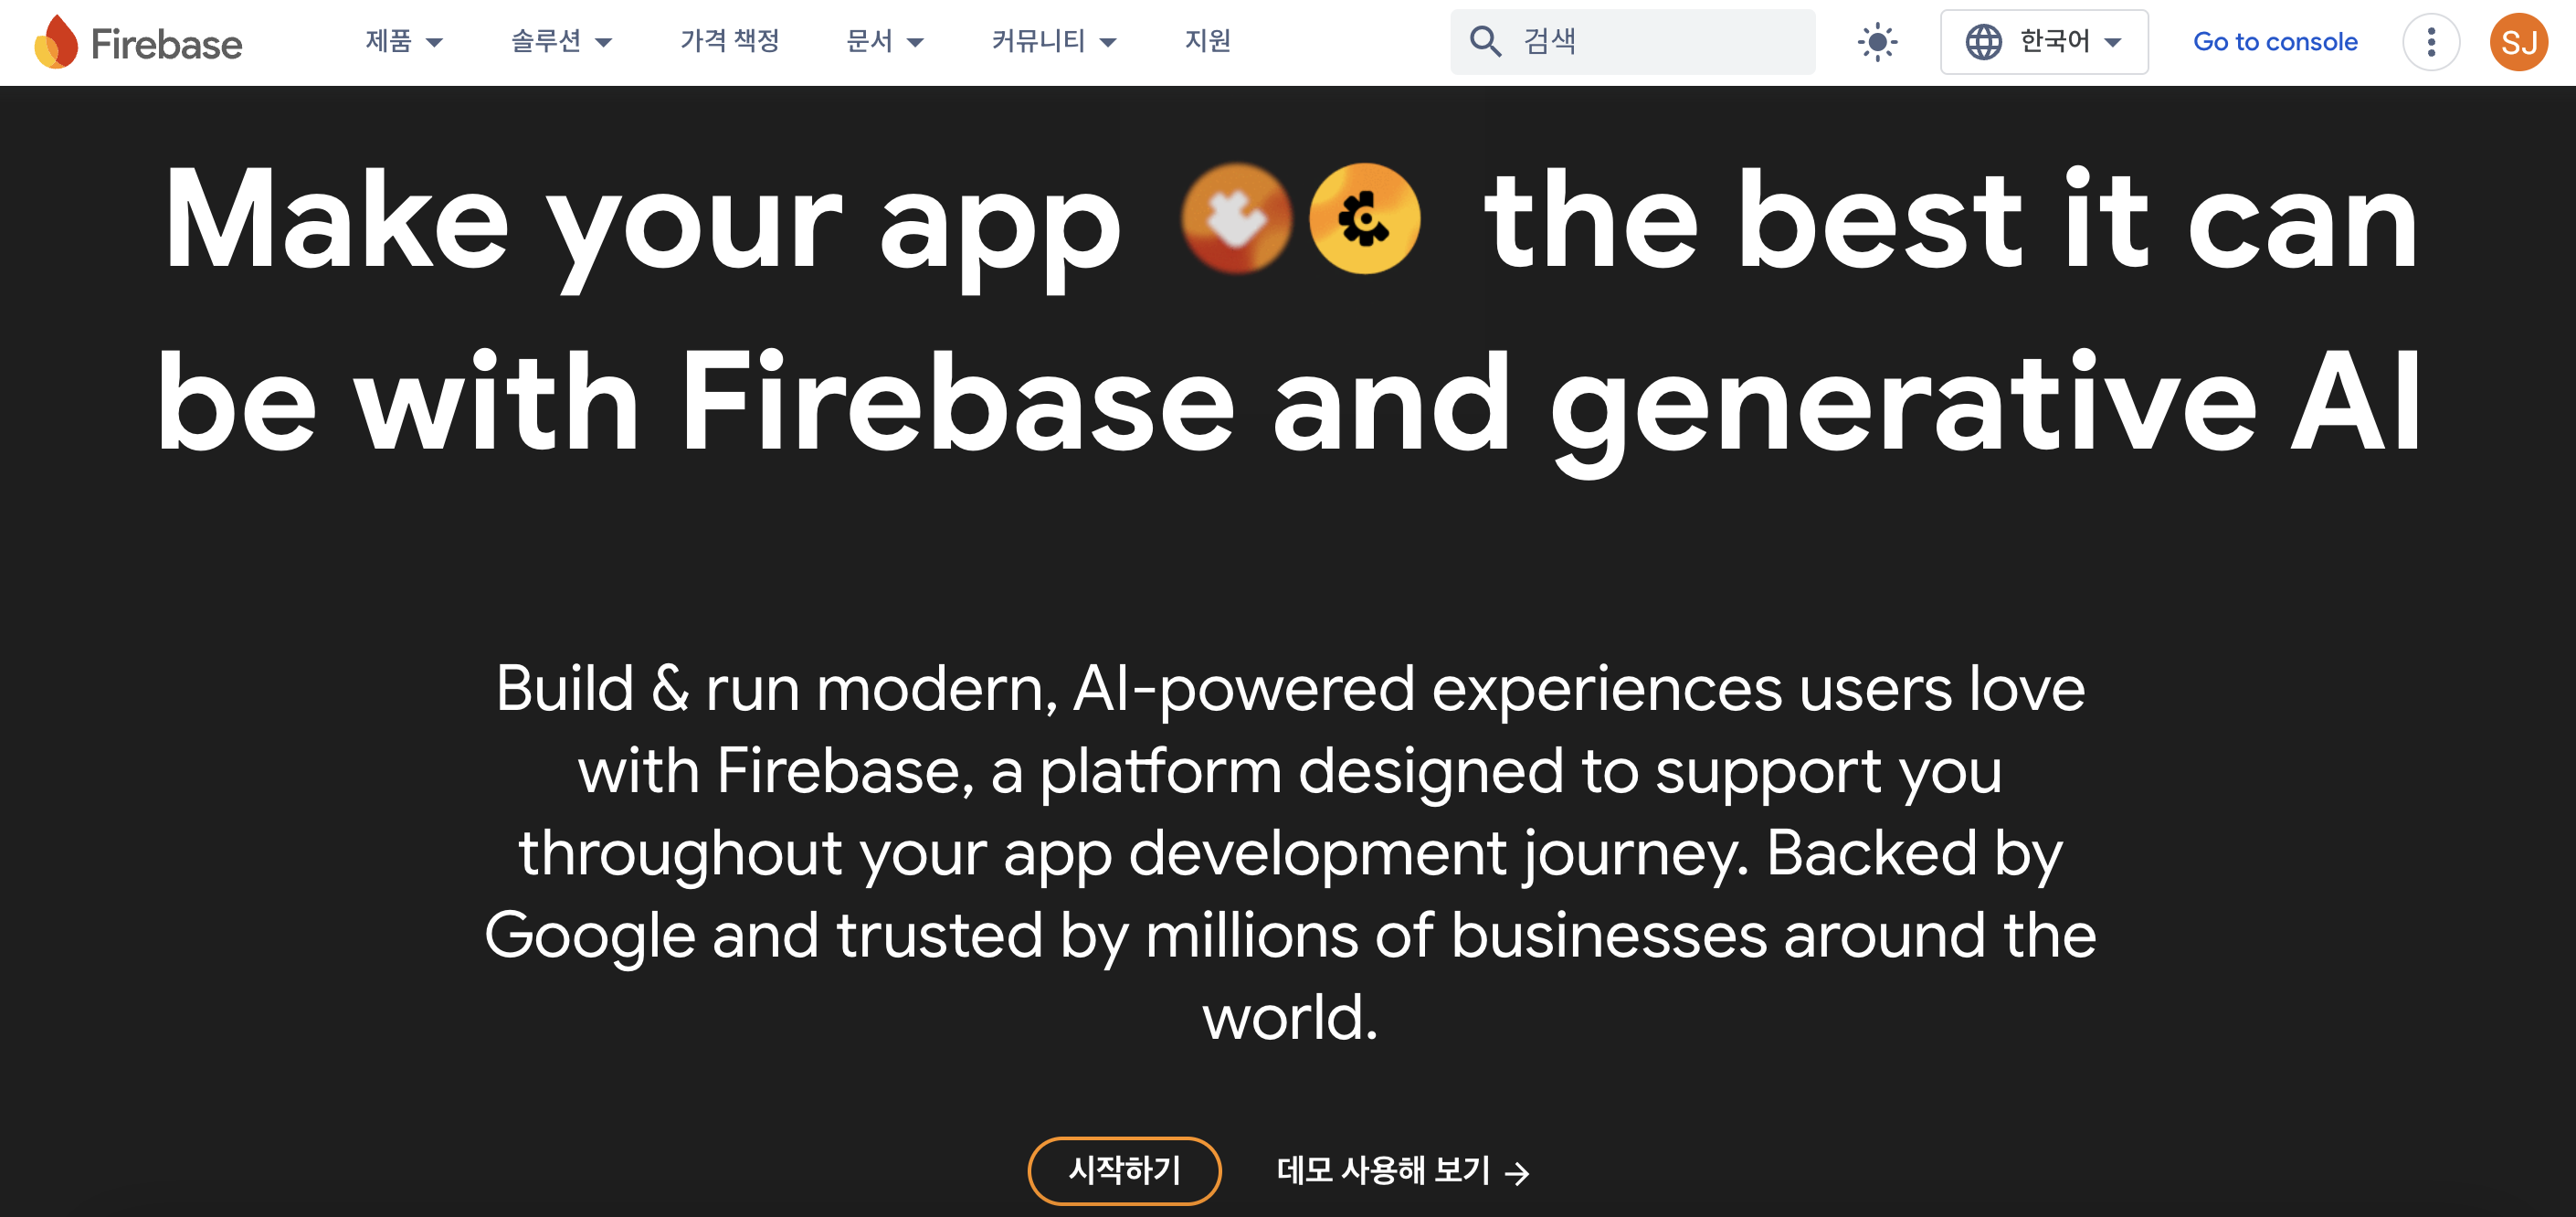 Firebase 제품 솔루션 가격 책정 문서 커뮤니티 지원 검색 한국어 Go to console SJ
Make your app the best it can
be with Firebase and generative AI
Build & run modern, AI-powered experiences users love
with Firebase, a platform designed to support you
throughout your app development journey. Backed by
Google and trusted by millions of businesses around the
world.
시작하기 데모 사용해 보기 →